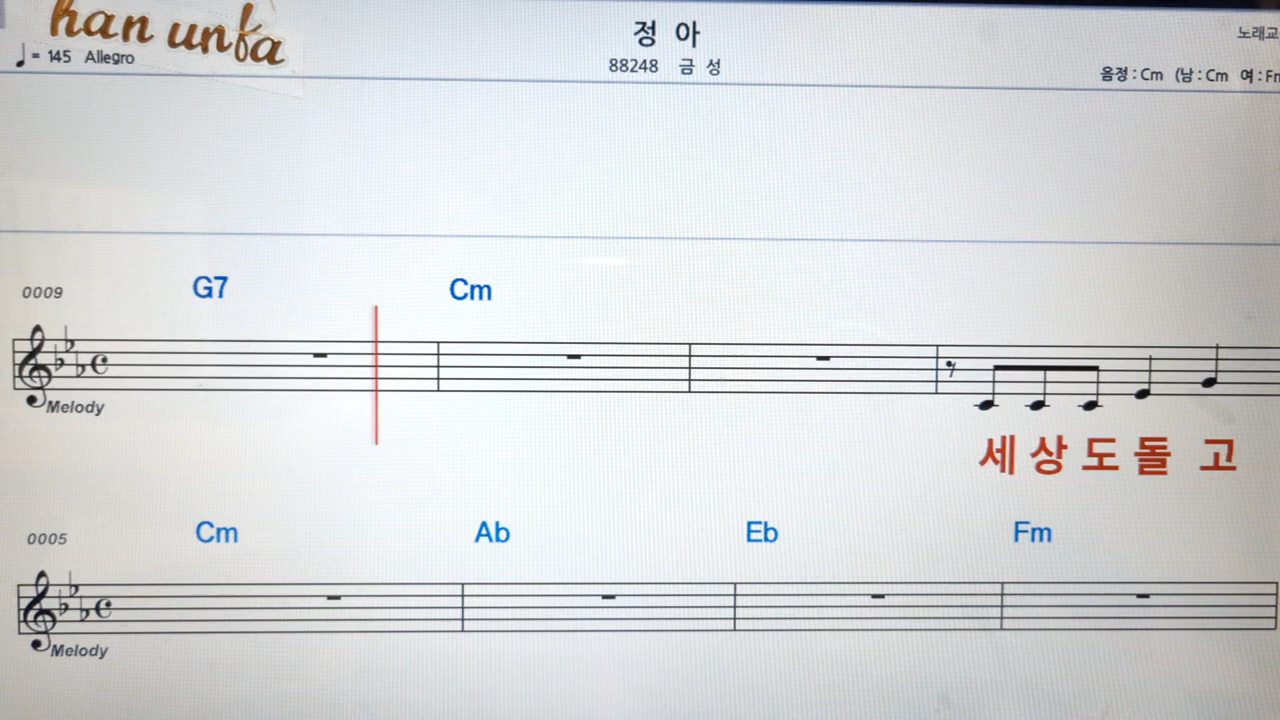 han unfa
정 아
노래교
♩= 145 Allegro
88248 금 성
음정 : Cm (남 : Cm 여 : Fm
0009 G7 Cm
Melody
세 상 도 돌 고
0005 Cm Ab Eb Fm
Melody